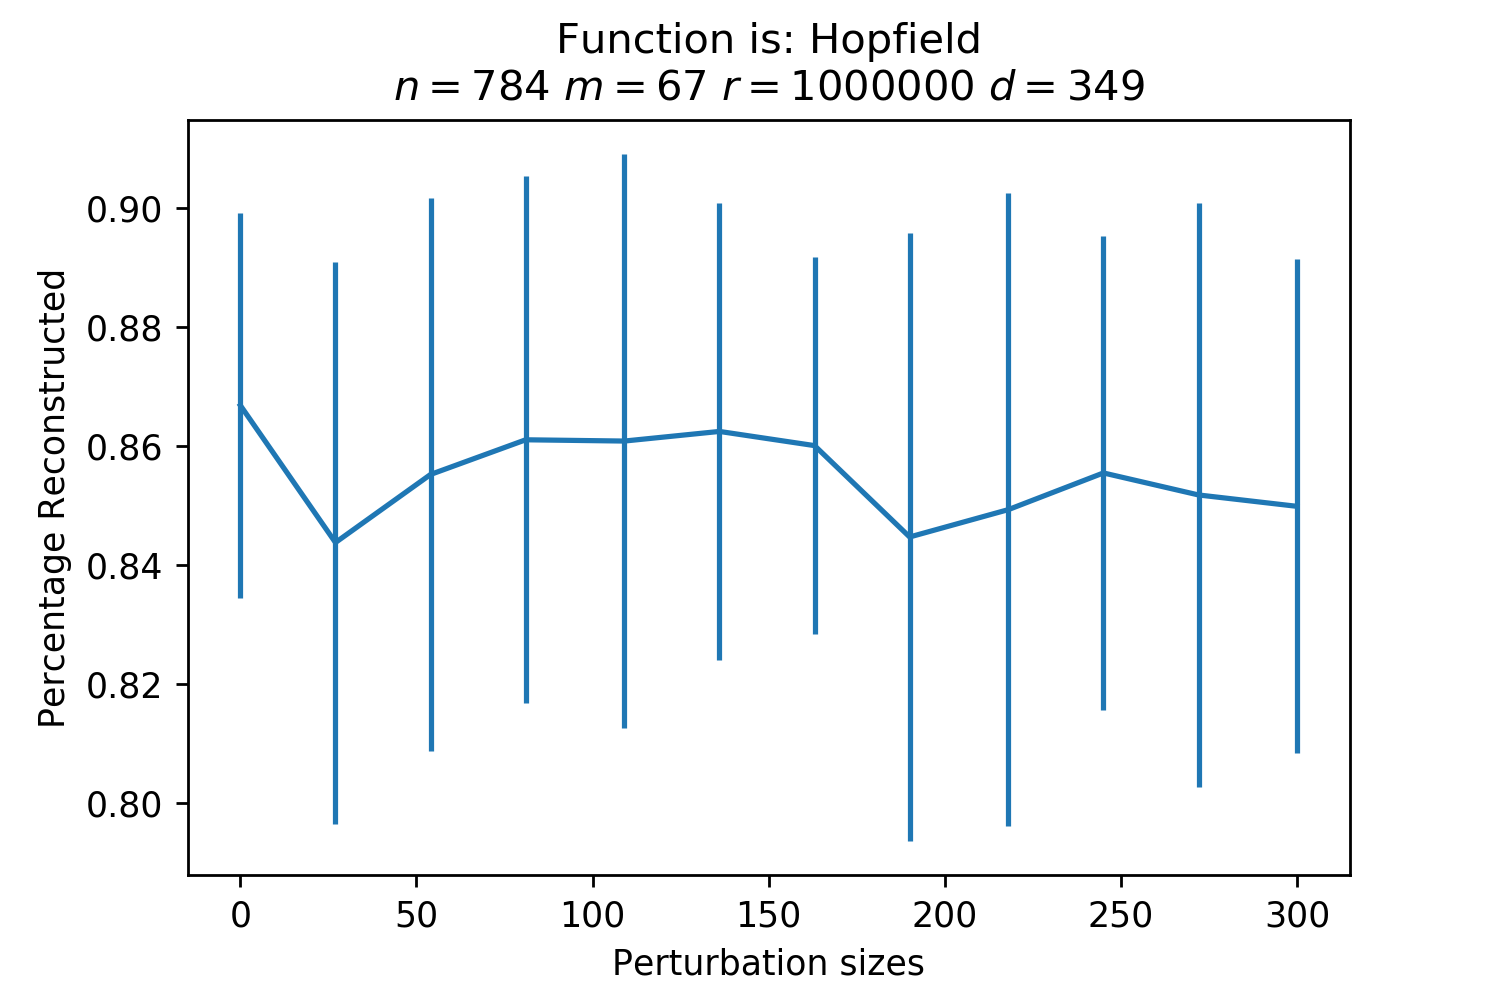 Function is: Hopfield
n = 784 m = 67 r = 1000000 d = 349
Percentage Reconstructed
0.90
0.88
0.86
0.84
0.82
0.80
0 50 100 150 200 250 300
Perturbation sizes